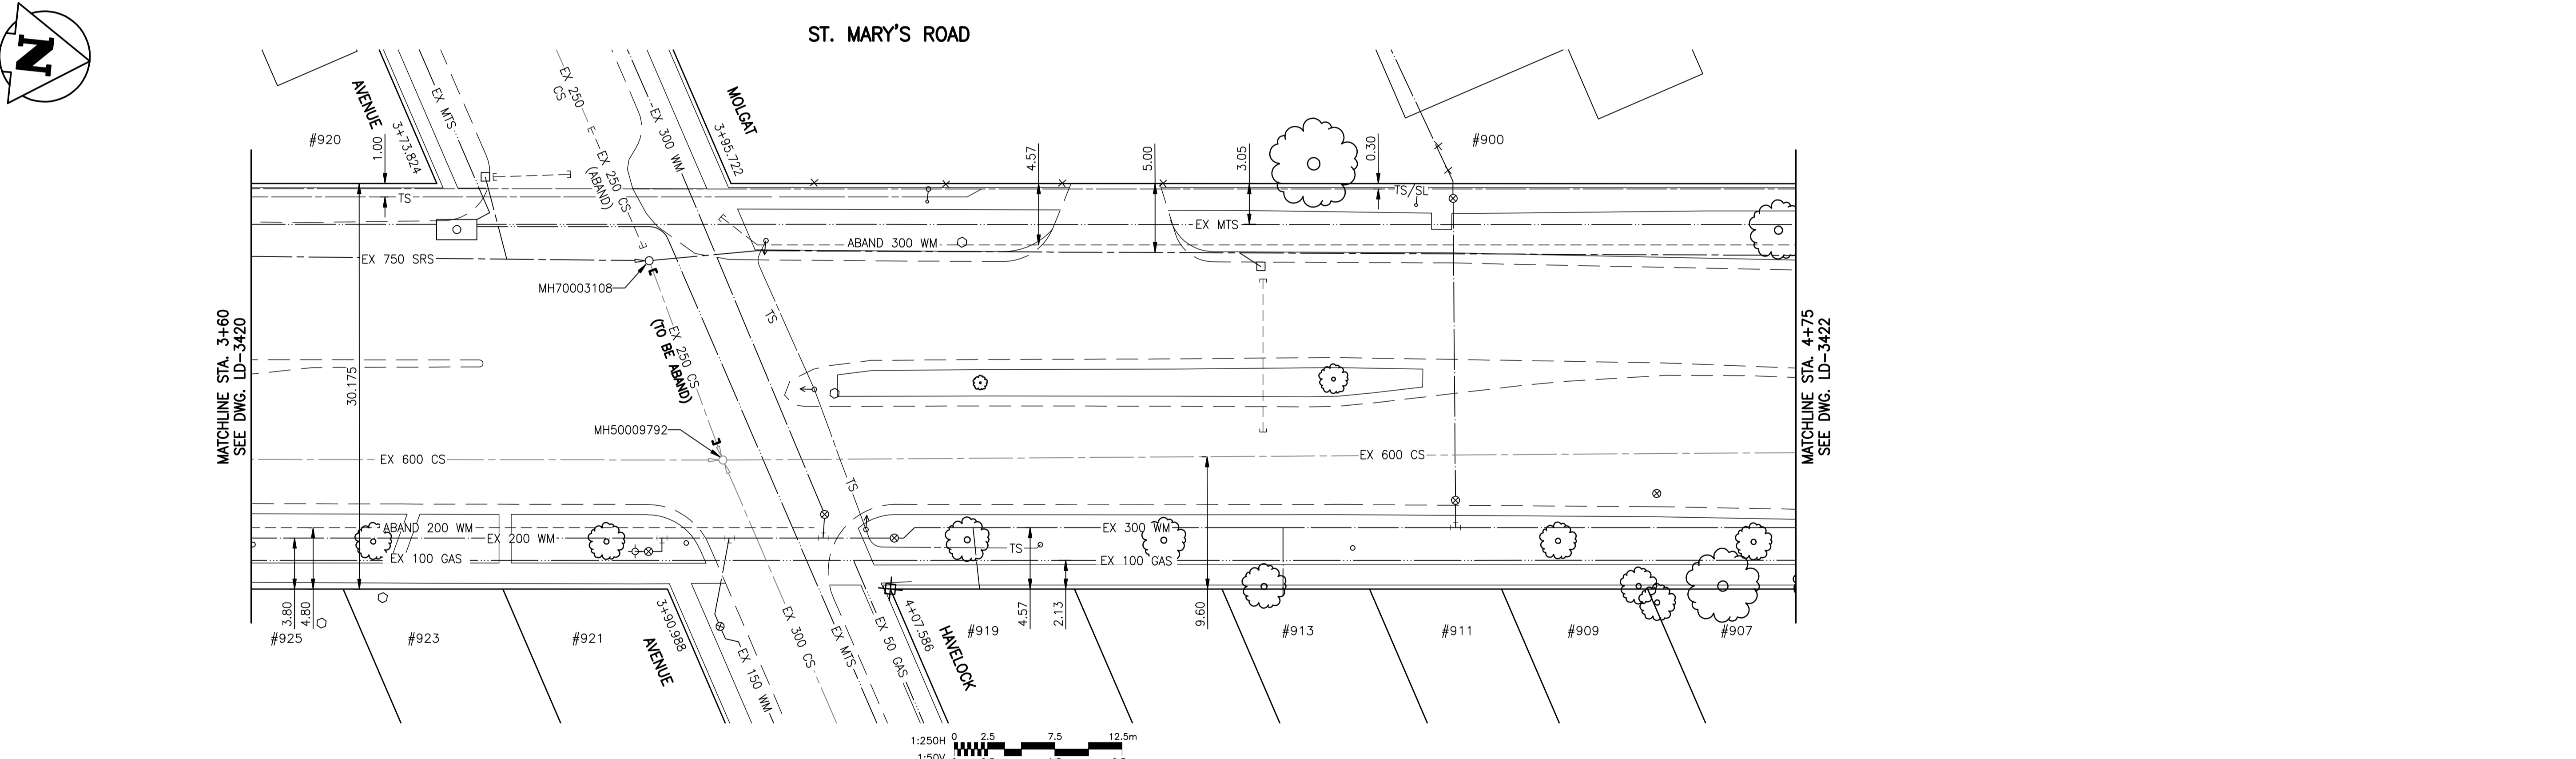 ST. MARY'S ROAD
N
AVENUE
3+73.824
EX MTS
EX 250 CS
EX 250 CS
(ABAND)
EX 300 WM
MOLGAT
3+95.722
#920
1.00
4.57
5.00
3.05
0.30
#900
TS
TS/SL
EX MTS
ABAND 300 WM
EX 750 SRS
MH70003108
TS
EX 250 CS
(TO BE ABAND)
MATCHLINE STA. 3+60
SEE DWG. LD-3420
30.175
MATCHLINE STA. 4+75
SEE DWG. LD-3422
MH50009792
EX 600 CS
EX 600 CS
TS
ABAND 200 WM
EX 200 WM
EX 300 WM
TS
EX 100 GAS
EX 100 GAS
3.80
4.80
4.57
2.13
9.60
#925
#923
#921
3+90.988
AVENUE
EX 150 WM
EX 300 CS
EX MTS
EX 50 GAS
4+07.586
HAVELOCK
#919
#913
#911
#909
#907
1:250H
0 2.5 7.5 12.5m
1:50V